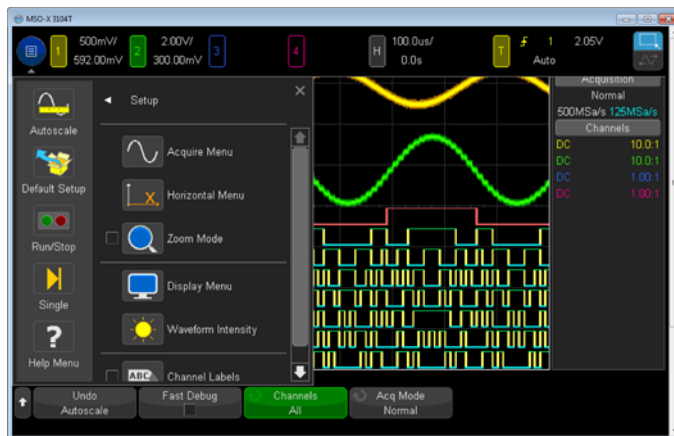 MSO-X 3104T
1 500mV/ 2 2.00V/ 3 4 H 100.0us/ T 1 2.05V
592.00mV 300.00mV 0.0s Auto
Acquisition
Normal
500MSa/s 125MSa/s
Channels
DC 10.0:1
DC 10.0:1
DC 1.00:1
DC 1.00:1
Autoscale
Default Setup
Run/Stop
Single
?
Help Menu
Setup
Acquire Menu
X
Horizontal Menu
Zoom Mode
Display Menu
Waveform Intensity
ABC Channel Labels
Undo
Autoscale
Fast Debug
Channels
All
Acq Mode
Normal